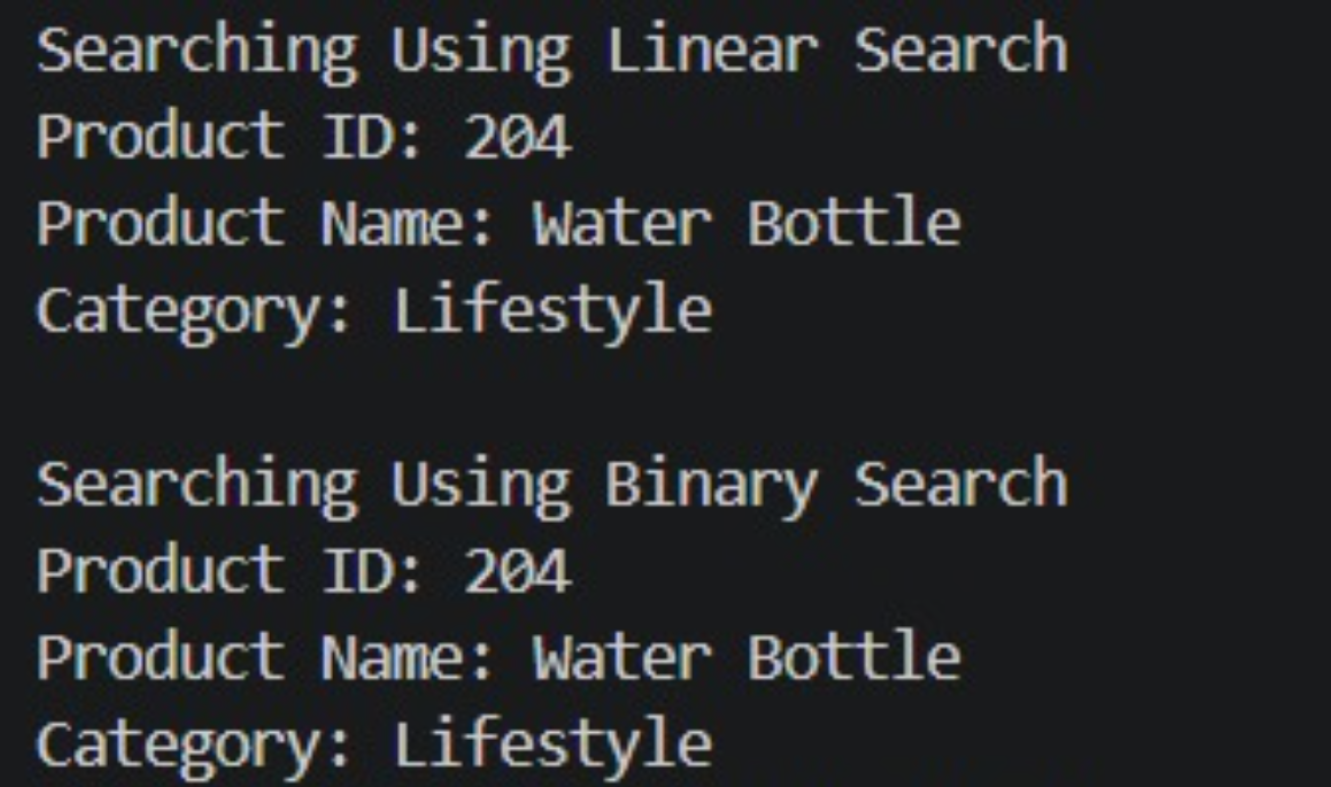 Searching Using Linear Search
Product ID: 204
Product Name: Water Bottle
Category: Lifestyle
Searching Using Binary Search
Product ID: 204
Product Name: Water Bottle
Category: Lifestyle